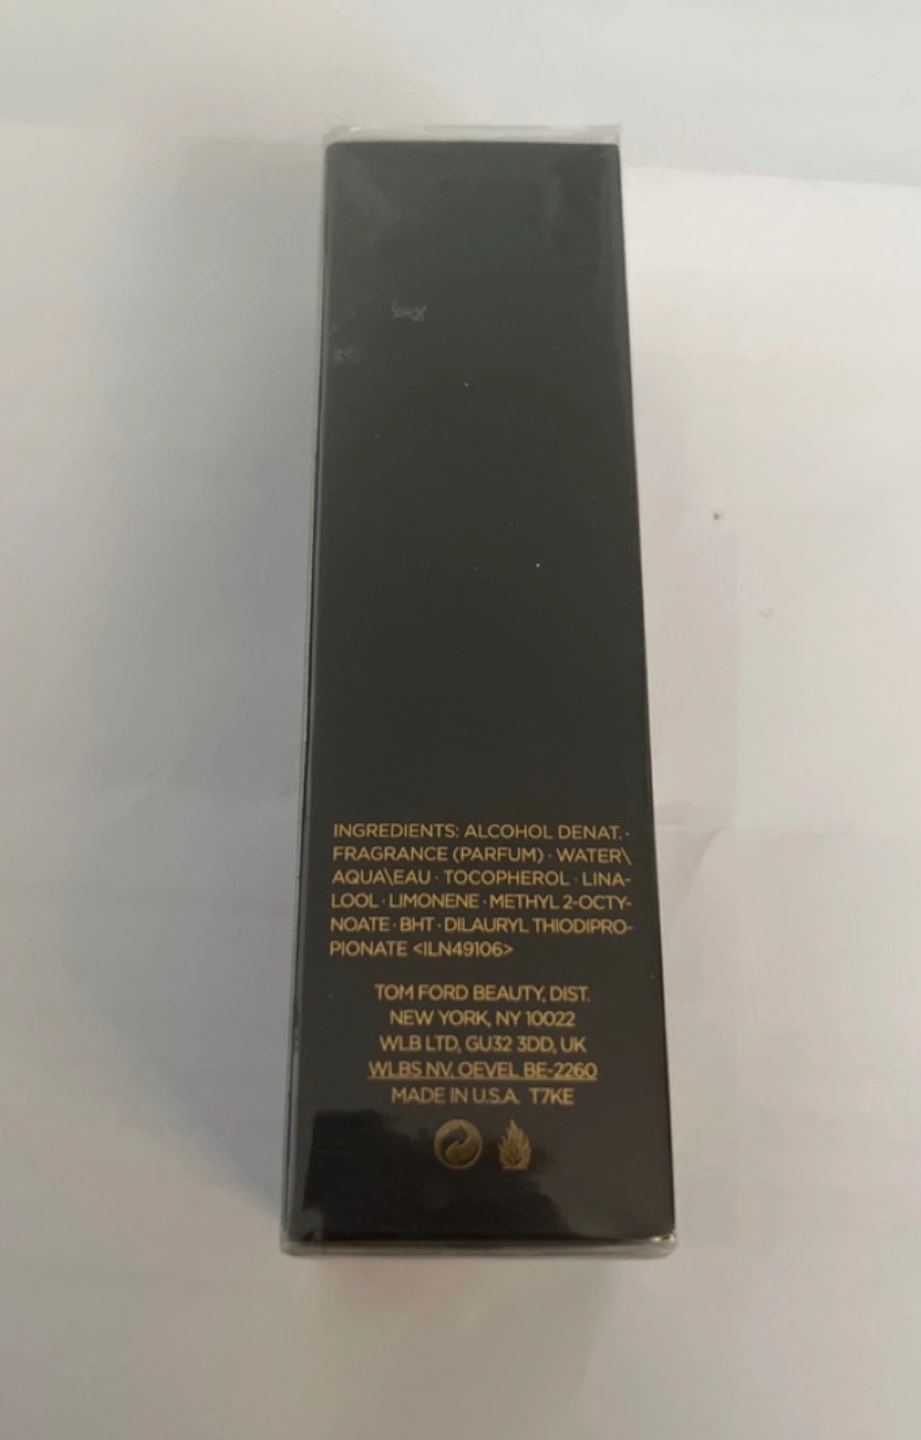 INGREDIENTS: ALCOHOL DENAT. ·
FRAGRANCE (PARFUM) · WATER\
AQUA\EAU · TOCOPHEROL · LINA-
LOOL · LIMONENE · METHYL 2-OCTY-
NOATE · BHT · DILAURYL THIODIPRO-
PIONATE <ILN49106>
TOM FORD BEAUTY, DIST.
NEW YORK, NY 10022
WLB LTD, GU32 3DD, UK
WLBS NV, OEVEL BE-2260
MADE IN U.S.A. T7KE